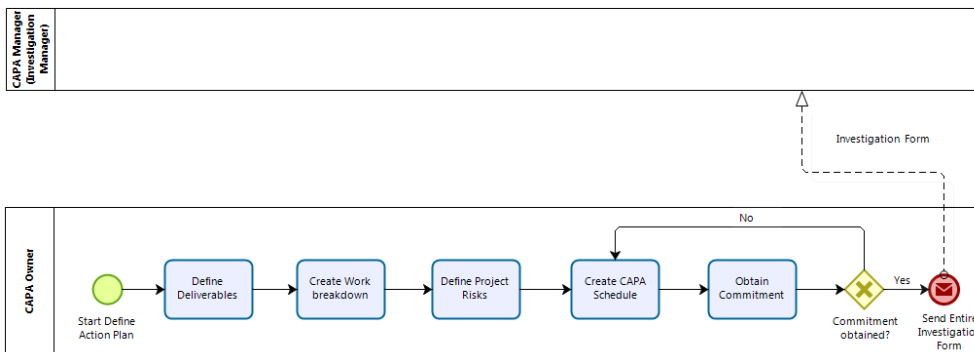 CAPA Manager
(Investigation
Manager)
Investigation Form
CAPA Owner
No
Define
Deliverables
Create Work
breakdown
Define Project
Risks
Create CAPA
Schedule
Obtain
Commitment
Yes
Start Define
Action Plan
Commitment
obtained?
Send Entire
Investigation
Form